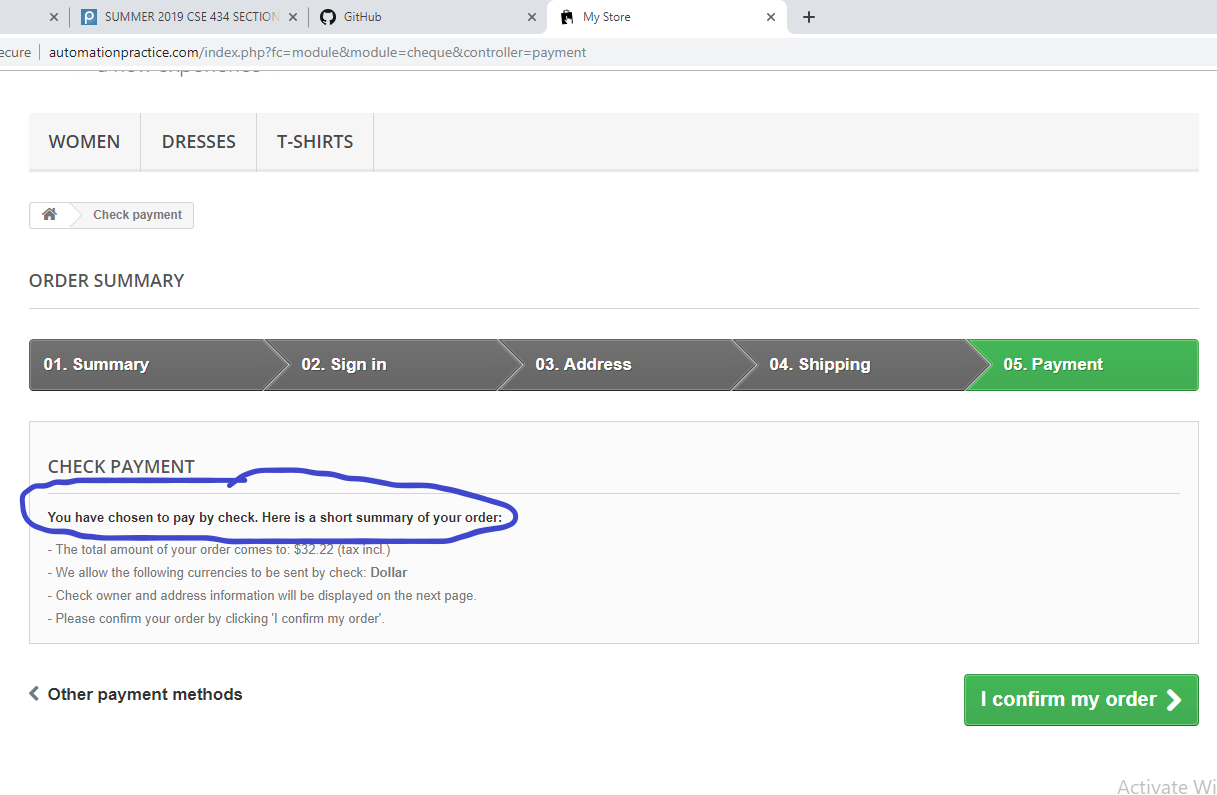 SUMMER 2019 CSE 434 SECTION
GitHub
My Store
ecure
automationpractice.com/index.php?fc=module&module=cheque&controller=payment
a new experience
WOMEN
DRESSES
T-SHIRTS
Check payment
ORDER SUMMARY
01. Summary
02. Sign in
03. Address
04. Shipping
05. Payment
CHECK PAYMENT
You have chosen to pay by check. Here is a short summary of your order:
- The total amount of your order comes to: $32.22 (tax incl.)
- We allow the following currencies to be sent by check: Dollar
- Check owner and address information will be displayed on the next page.
- Please confirm your order by clicking 'I confirm my order'.
Other payment methods
I confirm my order
Activate Wi